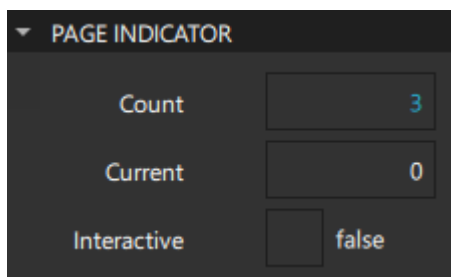 PAGE INDICATOR
Count 3
Current 0
Interactive false